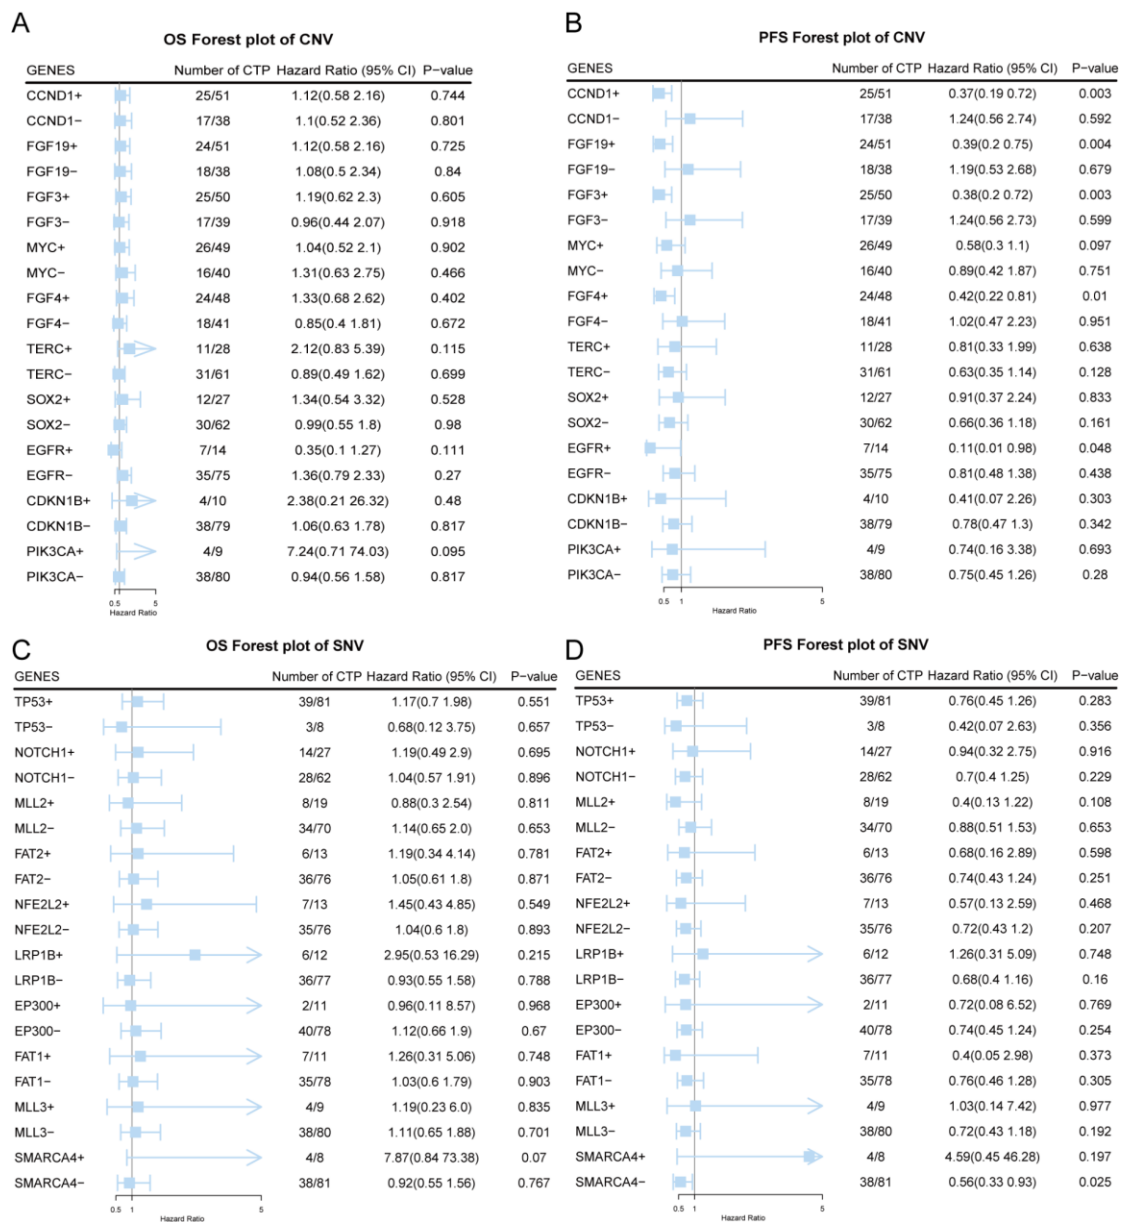 A
OS Forest plot of CNV
GENES Number of CTP Hazard Ratio (95% CI) P−value
CCND1+ 25/51 1.12(0.58 2.16) 0.744
CCND1− 17/38 1.1(0.52 2.36) 0.801
FGF19+ 24/51 1.12(0.58 2.16) 0.725
FGF19− 18/38 1.08(0.5 2.34) 0.84
FGF3+ 25/50 1.19(0.62 2.3) 0.605
FGF3− 17/39 0.96(0.44 2.07) 0.918
MYC+ 26/49 1.04(0.52 2.1) 0.902
MYC− 16/40 1.31(0.63 2.75) 0.466
FGF4+ 24/48 1.33(0.68 2.62) 0.402
FGF4− 18/41 0.85(0.4 1.81) 0.672
TERC+ 11/28 2.12(0.83 5.39) 0.115
TERC− 31/61 0.89(0.49 1.62) 0.699
SOX2+ 12/27 1.34(0.54 3.32) 0.528
SOX2− 30/62 0.99(0.55 1.8) 0.98
EGFR+ 7/14 0.35(0.1 1.27) 0.111
EGFR− 35/75 1.36(0.79 2.33) 0.27
CDKN1B+ 4/10 2.38(0.21 26.32) 0.48
CDKN1B− 38/79 1.06(0.63 1.78) 0.817
PIK3CA+ 4/9 7.24(0.71 74.03) 0.095
PIK3CA− 38/80 0.94(0.56 1.58) 0.817
0.5 5
Hazard Ratio
B
PFS Forest plot of CNV
GENES Number of CTP Hazard Ratio (95% CI) P−value
CCND1+ 25/51 0.37(0.19 0.72) 0.003
CCND1− 17/38 1.24(0.56 2.74) 0.592
FGF19+ 24/51 0.39(0.2 0.75) 0.004
FGF19− 18/38 1.19(0.53 2.68) 0.679
FGF3+ 25/50 0.38(0.2 0.72) 0.003
FGF3− 17/39 1.24(0.56 2.73) 0.599
MYC+ 26/49 0.58(0.3 1.1) 0.097
MYC− 16/40 0.89(0.42 1.87) 0.751
FGF4+ 24/48 0.42(0.22 0.81) 0.01
FGF4− 18/41 1.02(0.47 2.23) 0.951
TERC+ 11/28 0.81(0.33 1.99) 0.638
TERC− 31/61 0.63(0.35 1.14) 0.128
SOX2+ 12/27 0.91(0.37 2.24) 0.833
SOX2− 30/62 0.66(0.36 1.18) 0.161
EGFR+ 7/14 0.11(0.01 0.98) 0.048
EGFR− 35/75 0.81(0.48 1.38) 0.438
CDKN1B+ 4/10 0.41(0.07 2.26) 0.303
CDKN1B− 38/79 0.78(0.47 1.3) 0.342
PIK3CA+ 4/9 0.74(0.16 3.38) 0.693
PIK3CA− 38/80 0.75(0.45 1.26) 0.28
0.5 1 5
Hazard Ratio
C
OS Forest plot of SNV
GENES Number of CTP Hazard Ratio (95% CI) P−value
TP53+ 39/81 1.17(0.7 1.98) 0.551
TP53− 3/8 0.68(0.12 3.75) 0.657
NOTCH1+ 14/27 1.19(0.49 2.9) 0.695
NOTCH1− 28/62 1.04(0.57 1.91) 0.896
MLL2+ 8/19 0.88(0.3 2.54) 0.811
MLL2− 34/70 1.14(0.65 2.0) 0.653
FAT2+ 6/13 1.19(0.34 4.14) 0.781
FAT2− 36/76 1.05(0.61 1.8) 0.871
NFE2L2+ 7/13 1.45(0.43 4.85) 0.549
NFE2L2− 35/76 1.04(0.6 1.8) 0.893
LRP1B+ 6/12 2.95(0.53 16.29) 0.215
LRP1B− 36/77 0.93(0.55 1.58) 0.788
EP300+ 2/11 0.96(0.11 8.57) 0.968
EP300− 40/78 1.12(0.66 1.9) 0.67
FAT1+ 7/11 1.26(0.31 5.06) 0.748
FAT1− 35/78 1.03(0.6 1.79) 0.903
MLL3+ 4/9 1.19(0.23 6.0) 0.835
MLL3− 38/80 1.11(0.65 1.88) 0.701
SMARCA4+ 4/8 7.87(0.84 73.38) 0.07
SMARCA4− 38/81 0.92(0.55 1.56) 0.767
0.5 1 5
Hazard Ratio
D
PFS Forest plot of SNV
GENES Number of CTP Hazard Ratio (95% CI) P−value
TP53+ 39/81 0.76(0.45 1.26) 0.283
TP53− 3/8 0.42(0.07 2.63) 0.356
NOTCH1+ 14/27 0.94(0.32 2.75) 0.916
NOTCH1− 28/62 0.7(0.4 1.25) 0.229
MLL2+ 8/19 0.4(0.13 1.22) 0.108
MLL2− 34/70 0.88(0.51 1.53) 0.653
FAT2+ 6/13 0.68(0.16 2.89) 0.598
FAT2− 36/76 0.74(0.43 1.24) 0.251
NFE2L2+ 7/13 0.57(0.13 2.59) 0.468
NFE2L2− 35/76 0.72(0.43 1.2) 0.207
LRP1B+ 6/12 1.26(0.31 5.09) 0.748
LRP1B− 36/77 0.68(0.4 1.16) 0.16
EP300+ 2/11 0.72(0.08 6.52) 0.769
EP300− 40/78 0.74(0.45 1.24) 0.254
FAT1+ 7/11 0.4(0.05 2.98) 0.373
FAT1− 35/78 0.76(0.46 1.28) 0.305
MLL3+ 4/9 1.03(0.14 7.42) 0.977
MLL3− 38/80 0.72(0.43 1.18) 0.192
SMARCA4+ 4/8 4.59(0.45 46.28) 0.197
SMARCA4− 38/81 0.56(0.33 0.93) 0.025
0.5 1 5
Hazard Ratio